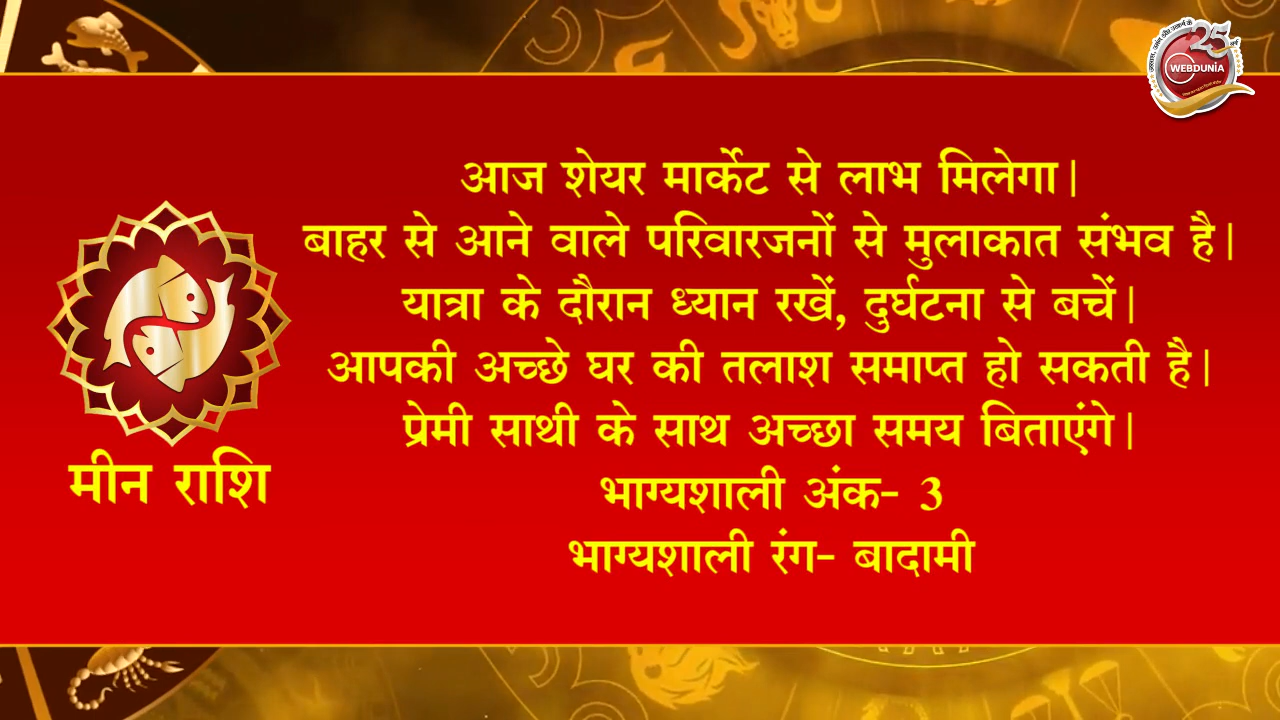 25
WEBDUNIA
आज शेयर मार्केट से लाभ मिलेगा|
बाहर से आने वाले परिवारजनों से मुलाकात संभव है|
यात्रा के दौरान ध्यान रखें, दुर्घटना से बचें|
आपकी अच्छे घर की तलाश समाप्त हो सकती है|
प्रेमी साथी के साथ अच्छा समय बिताएंगे|
भाग्यशाली अंक- 3
भाग्यशाली रंग- बादामी
मीन राशि